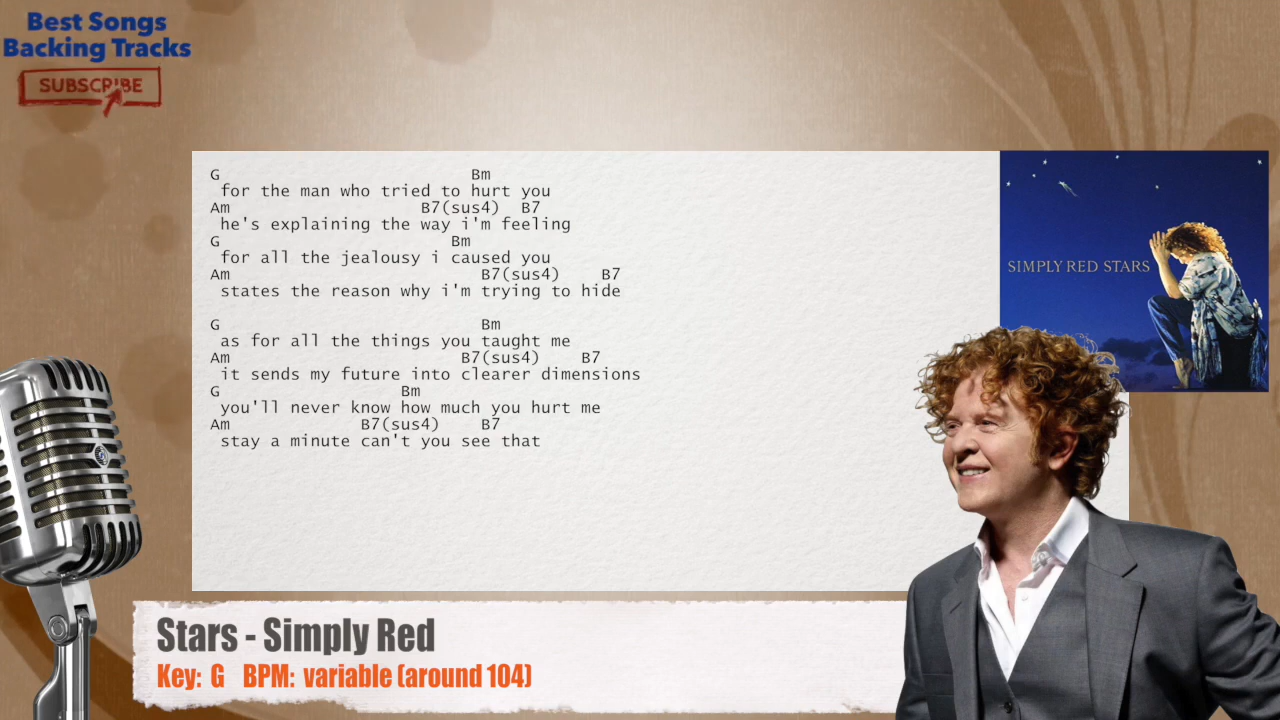 Best Songs
Backing Tracks
SUBSCRIBE
G Bm
for the man who tried to hurt you
Am B7(sus4) B7
he's explaining the way i'm feeling
G Bm
for all the jealousy i caused you
Am B7(sus4) B7
states the reason why i'm trying to hide
G Bm
as for all the things you taught me
Am B7(sus4) B7
it sends my future into clearer dimensions
G Bm
you'll never know how much you hurt me
Am B7(sus4) B7
stay a minute can't you see that
SIMPLY RED STARS
Stars - Simply Red
Key: G BPM: variable (around 104)